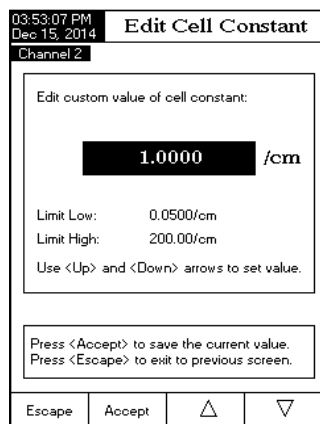 03:53:07 PM
Dec 15, 2014
Edit Cell Constant
Channel 2
Edit custom value of cell constant:
1.0000 /cm
Limit Low: 0.0500/cm
Limit High: 200.00/cm
Use <Up> and <Down> arrows to set value.
Press <Accept> to save the current value.
Press <Escape> to exit to previous screen.
Escape Accept △ ▽